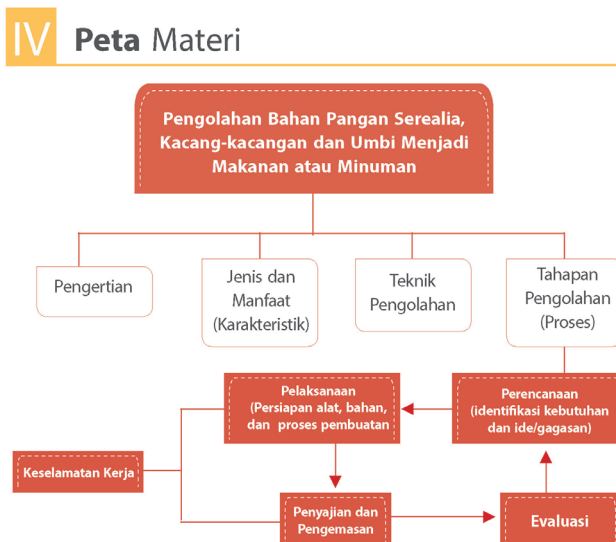 IV Peta Materi
Pengolahan Bahan Pangan Serealia,
Kacang-kacangan dan Umbi Menjadi
Makanan atau Minuman
Pengertian
Jenis dan
Manfaat
(Karakteristik)
Teknik
Pengolahan
Tahapan
Pengolahan
(Proses)
Pelaksanaan
(Persiapan alat, bahan,
dan proses pembuatan
Perencanaan
(identifikasi kebutuhan
dan ide/gagasan)
Keselamatan Kerja
Penyajian dan
Pengemasan
Evaluasi